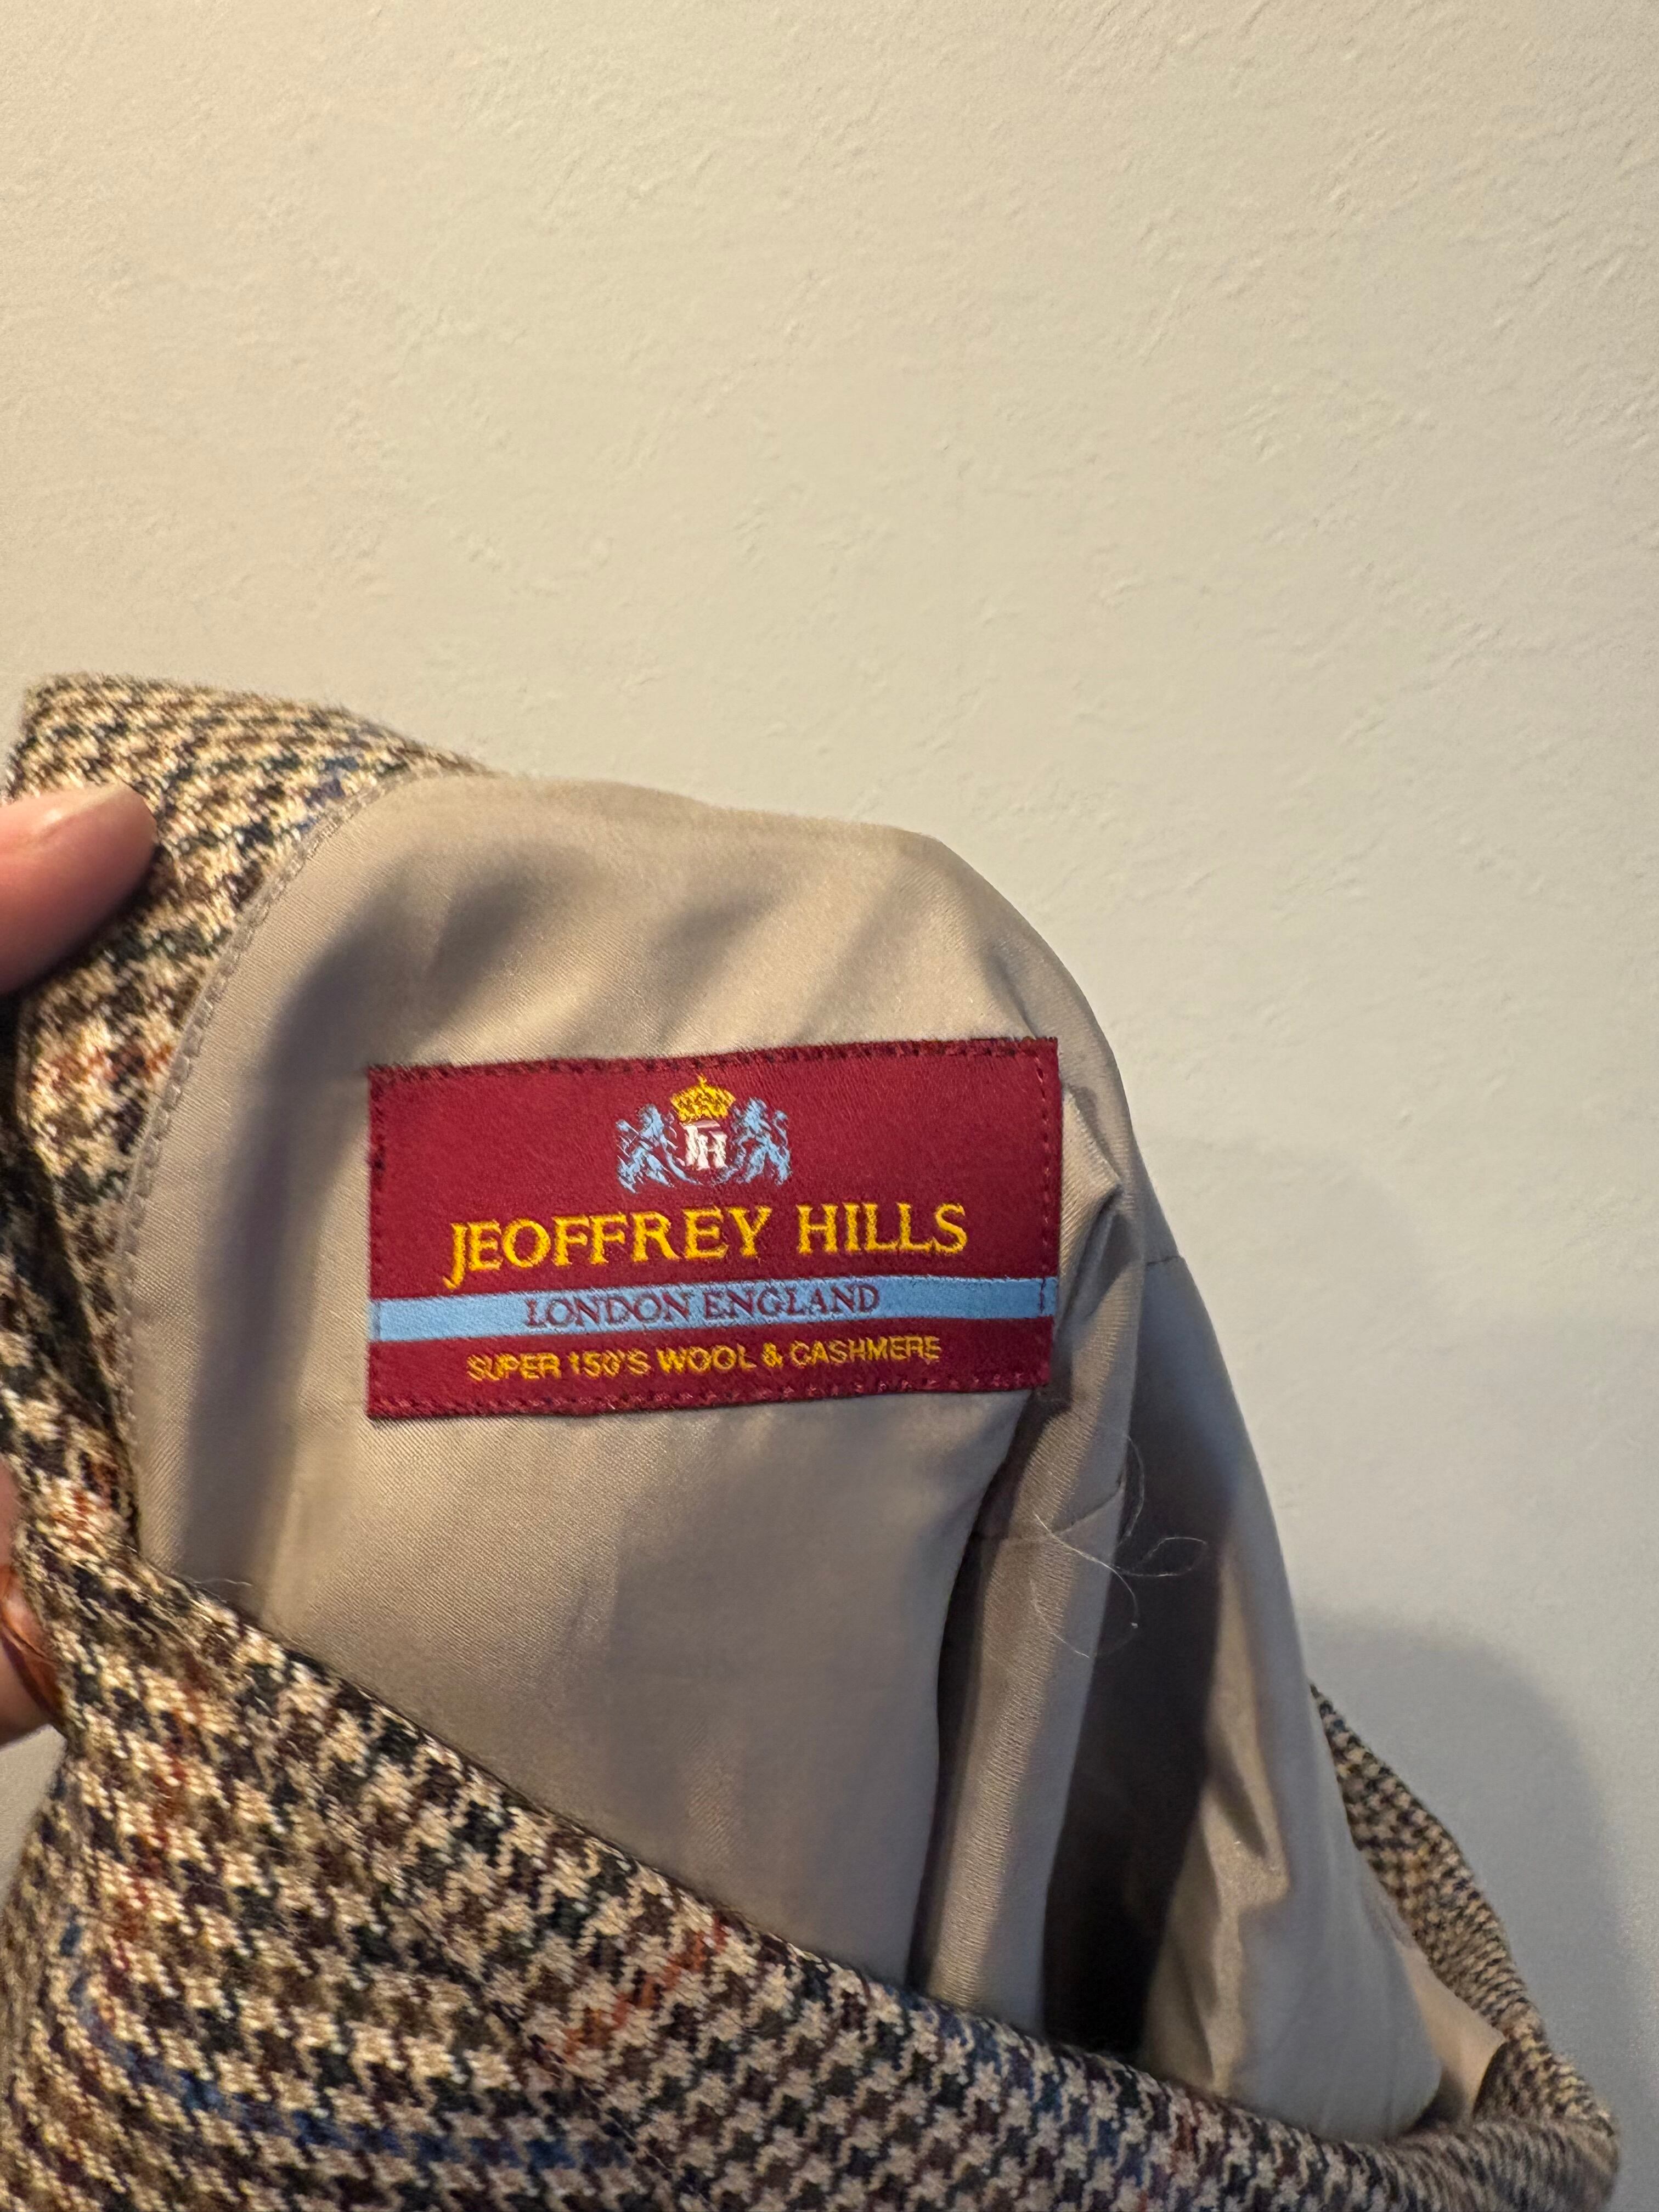 JH
JEOFFREY HILLS
LONDON ENGLAND
SUPER 150'S WOOL & CASHMERE